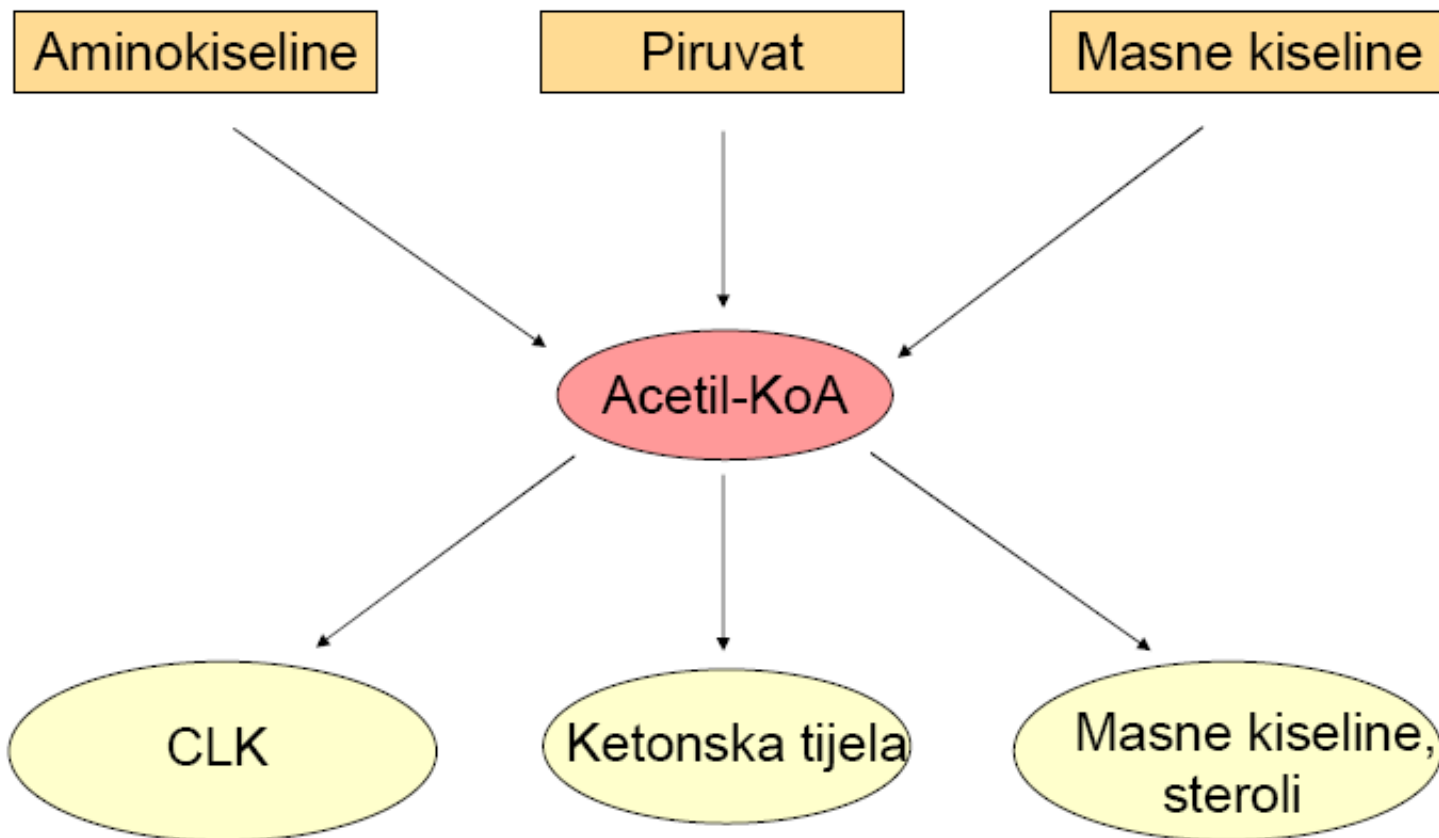 Aminokiseline
Piruvat
Masne kiseline
Acetil-KoA
CLK
Ketonska tijela
Masne kiseline,
steroli